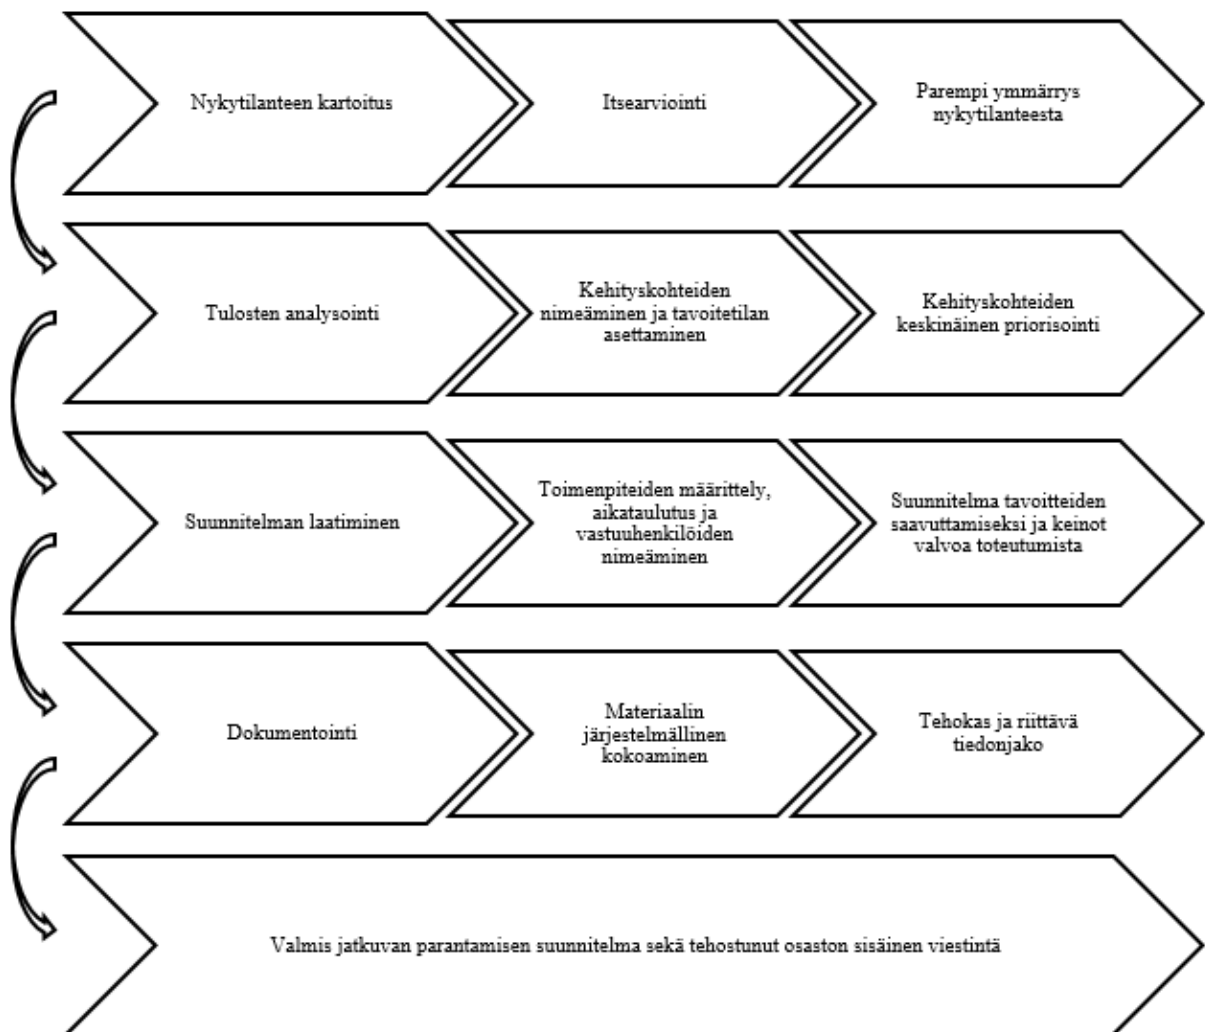 Nykytilanteen kartoitus
Itsearviointi
Parempi ymmärrys
nykytilanteesta
Tulosten analysointi
Kehityskohteiden
nimeäminen ja tavoitetilan
asettaminen
Kehityskohteiden
keskinäinen priorisointi
Suunnitelman laatiminen
Toimenpiteiden määrittely,
aikataulutus ja
vastuuhenkilöiden
nimeäminen
Suunnitelma tavoitteiden
saavuttamiseksi ja keinot
valvoa toteutumista
Dokumentointi
Materiaalin
järjestelmällinen
kokoaminen
Tehokas ja riittävä
tiedonjako
Valmis jatkuvan parantamisen suunnitelma sekä tehostunut osaston sisäinen viestintä